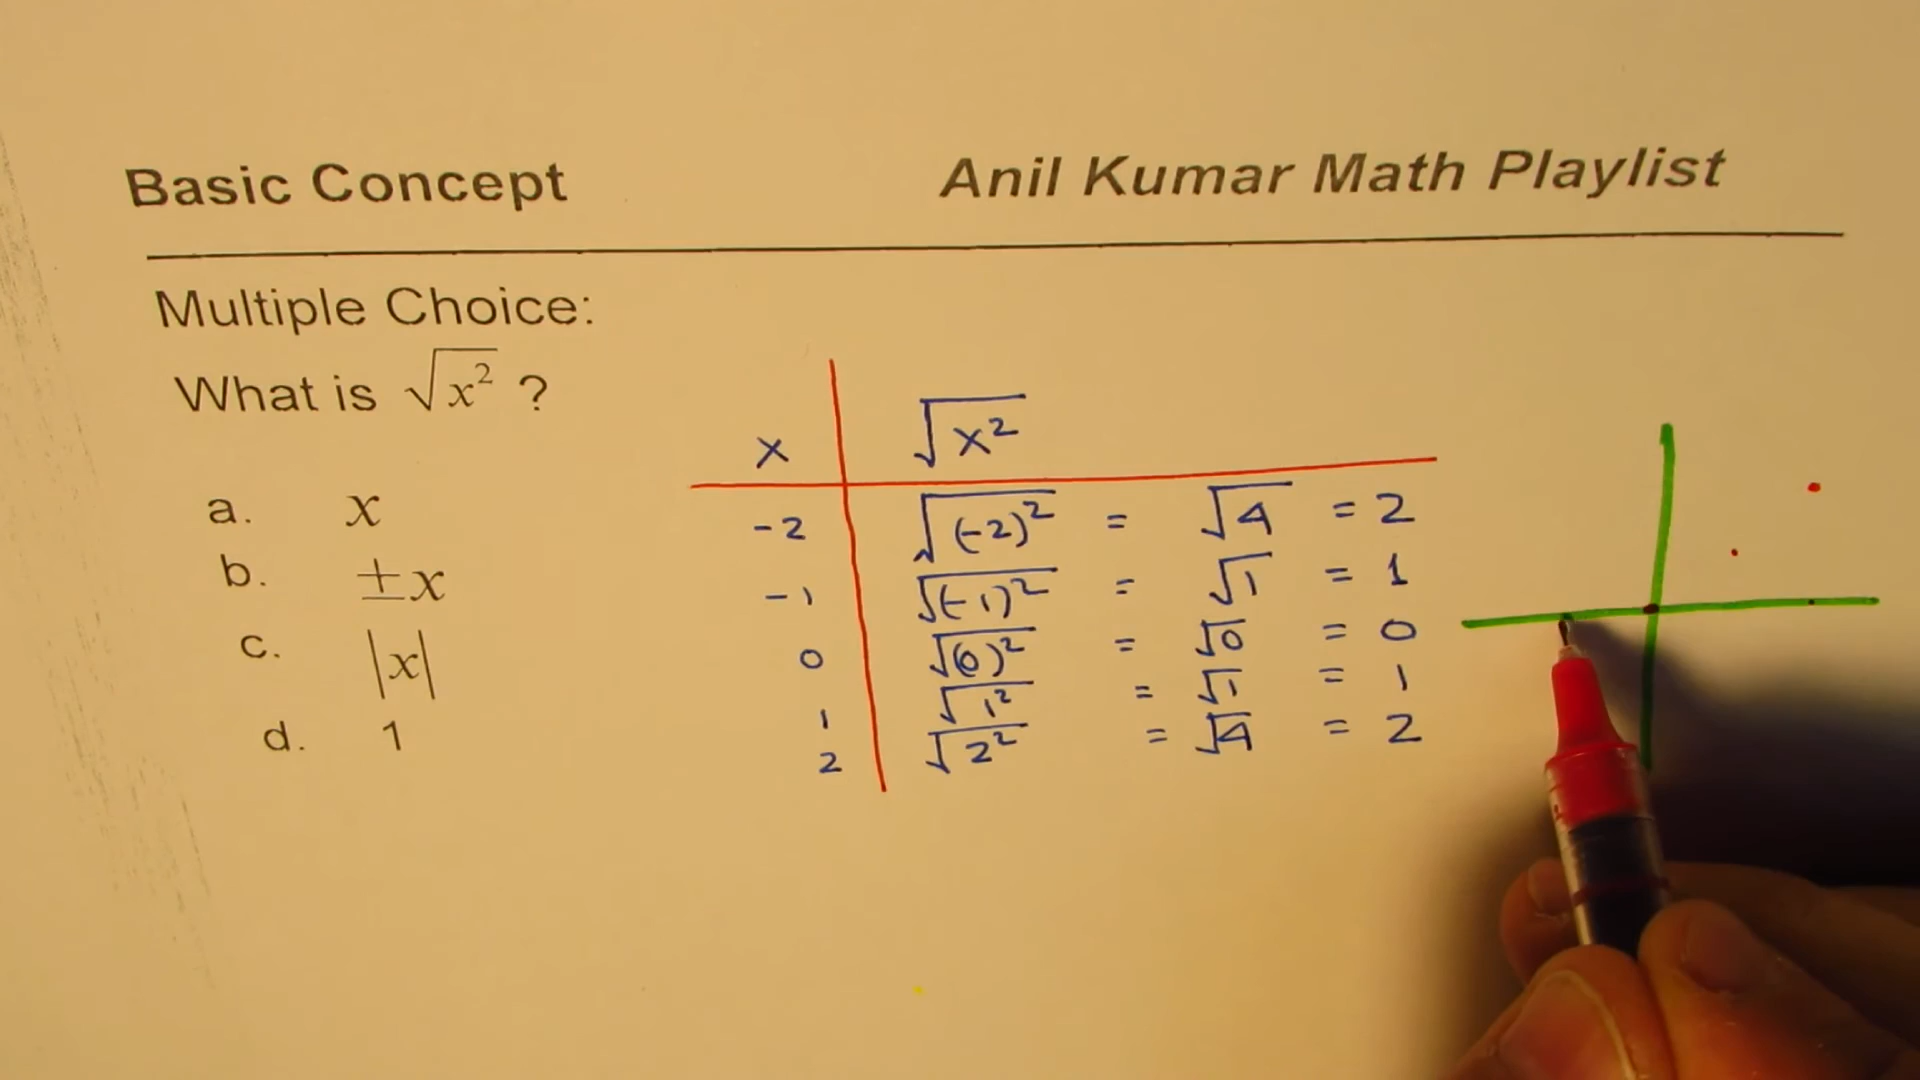 Basic Concept
Anil Kumar Math Playlist
Multiple Choice:
What is √x² ?
a. x
b. ±x
c. |x|
d. 1
x √x²
-2 √(-2)² = √4 = 2
-1 √(-1)² = √1 = 1
0 √(0)² = √0 = 0
1 √1² = √1 = 1
2 √2² = √4 = 2